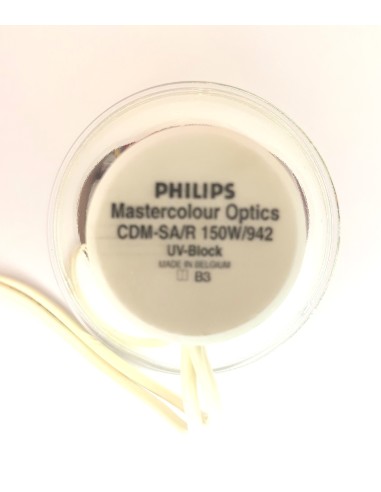 PHILIPS
Mastercolour Optics
CDM-SA/R 150W/942
UV-Block
MADE IN BELGIUM
B3